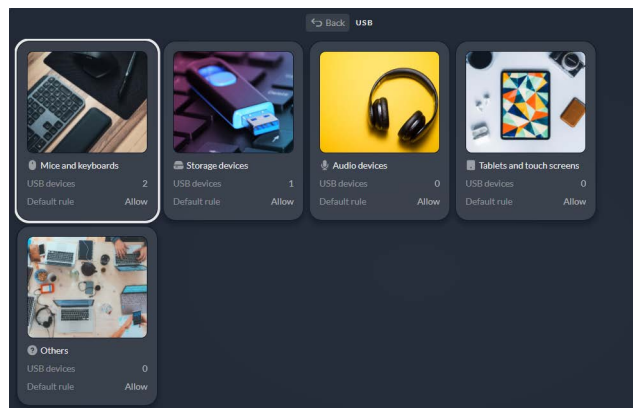 Back USB
Mice and keyboards
USB devices 2
Default rule Allow
Storage devices
USB devices 1
Default rule Allow
Audio devices
USB devices 0
Default rule Allow
Tablets and touch screens
USB devices 0
Default rule Allow
Others
USB devices 0
Default rule Allow